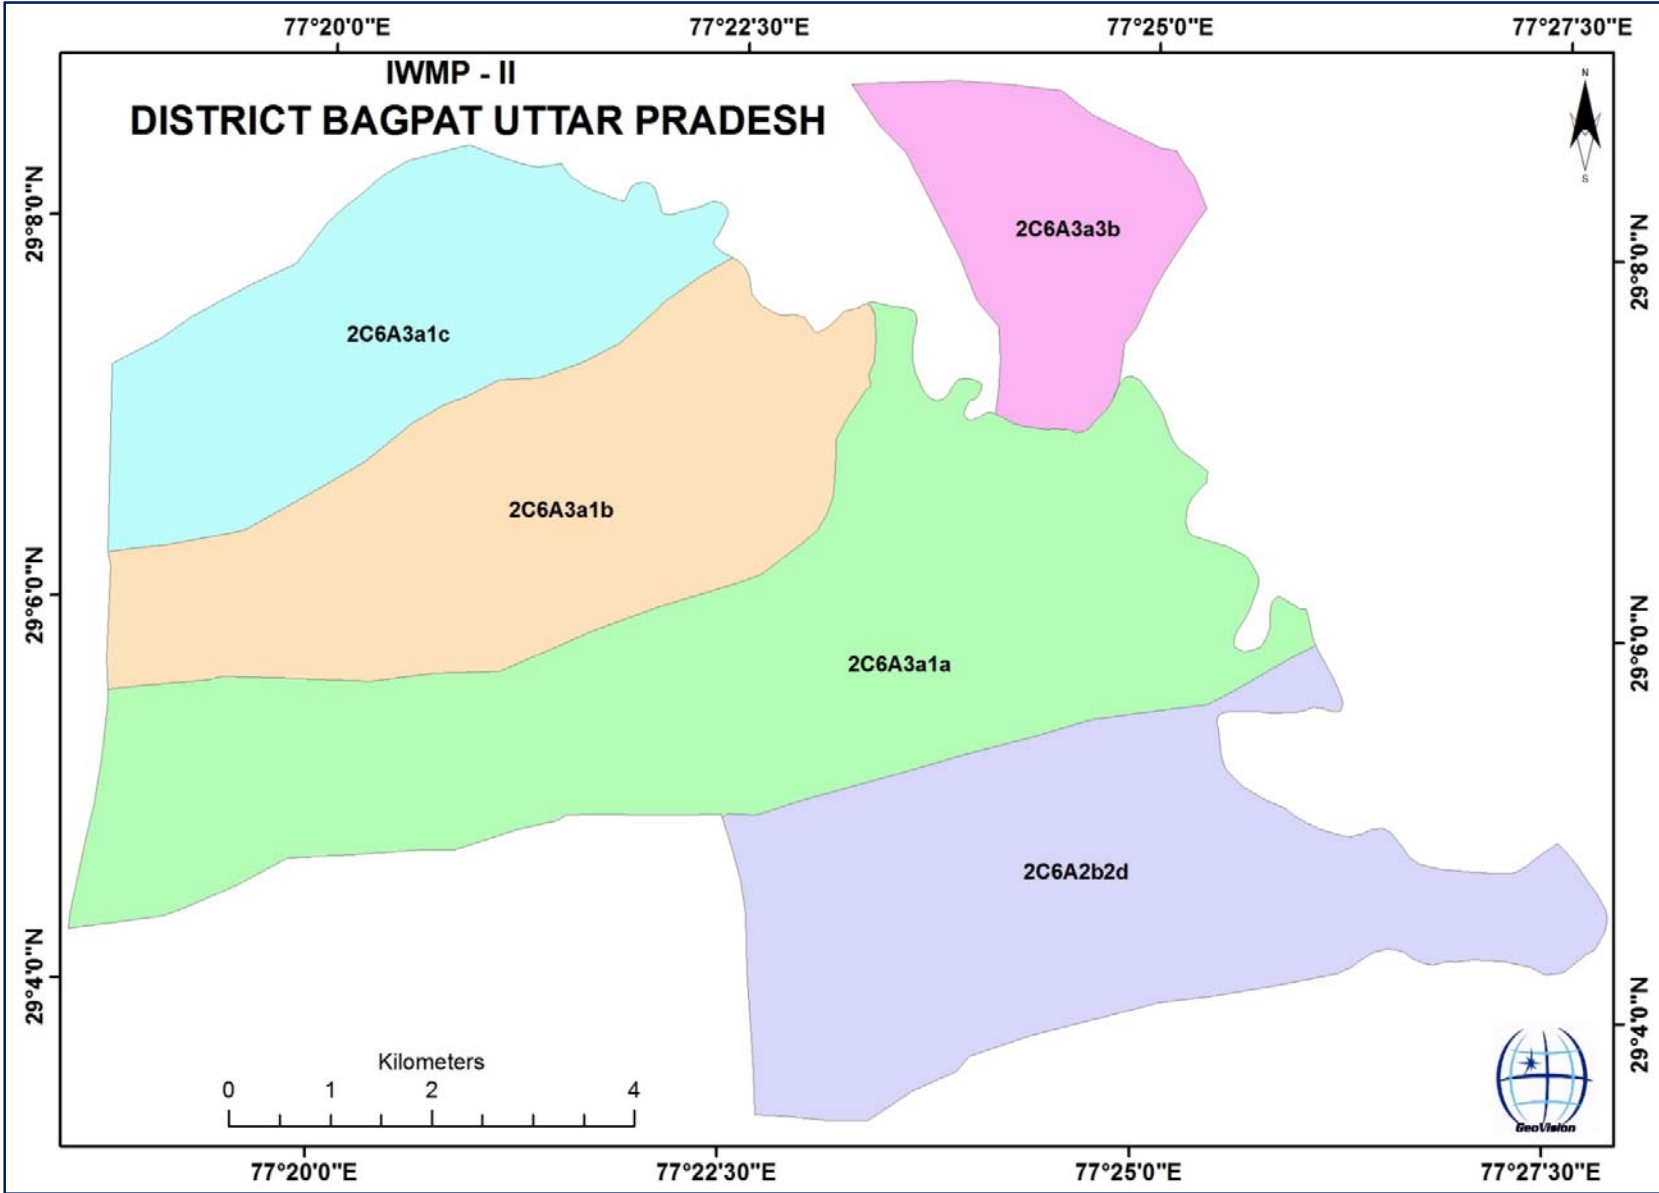 77°20'0"E 77°22'30"E 77°25'0"E 77°27'30"E
IWMP - II
DISTRICT BAGPAT UTTAR PRADESH
N
S
29°8'0"N
29°8'0"N
2C6A3a3b
2C6A3a1c
2C6A3a1b
29°6'0"N
29°6'0"N
2C6A3a1a
2C6A2b2d
29°4'0"N
29°4'0"N
Kilometers
0 1 2 4
GeoVision
77°20'0"E 77°22'30"E 77°25'0"E 77°27'30"E